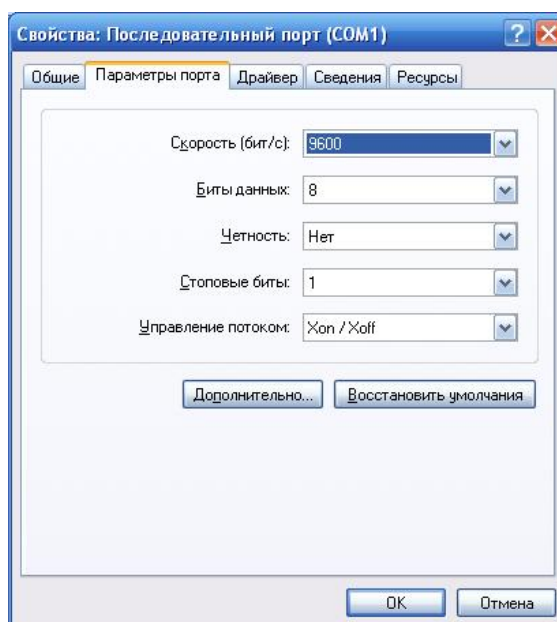 Свойства: Последовательный порт (COM1)
Общие Параметры порта Драйвер Сведения Ресурсы
Скорость (бит/с): 9600
Биты данных: 8
Четность: Нет
Стоповые биты: 1
Управление потоком: Xon / Xoff
Дополнительно... Восстановить умолчания
OK Отмена